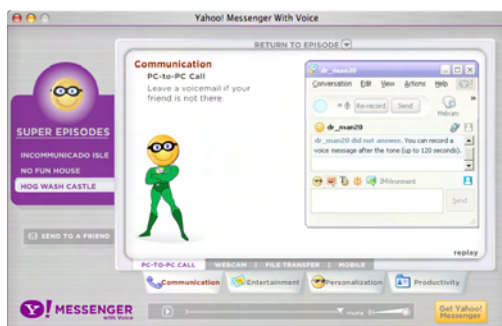 Yahoo! Messenger With Voice
RETURN TO EPISODE
Communication
PC-to-PC Call
Leave a voicemail if your
friend is not there.
dr_man20
Conversation Edit View Actions Help
Re-record Send
Webcam
dr_man20
dr_man20 did not answer. You can record a
voice message after the tone (up to 120 seconds).
IMVironment
Send
SUPER EPISODES
INCOMMUNICADO ISLE
NO FUN HOUSE
HOG WASH CASTLE
SEND TO A FRIEND
replay
PC-TO-PC CALL | WEBCAM | FILE TRANSFER | MOBILE
Communication Entertainment Personalization Productivity
Y! MESSENGER
with Voice
mute
Get Yahoo!
Messenger